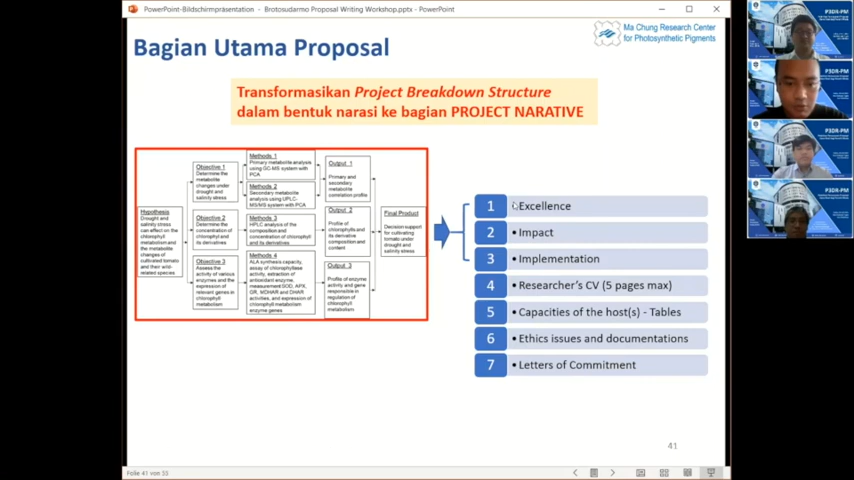 PowerPoint-Bildschirmpräsentation - Brotosudarmo Proposal Writing Workshop.pptx - PowerPoint
Bagian Utama Proposal
Ma Chung Research Center
for Photosynthetic Pigments
Transformasikan Project Breakdown Structure
dalam bentuk narasi ke bagian PROJECT NARATIVE
Hypothesis
Drought and
salinity stress
can effect on the
chlorophyll
metabolism and
the metabolite
changes of
cultivated tomato
and their wild-
related species
Objective 1
Determine the
metabolite
changes under
drought and
salinity stress
Objective 2
Determine the
concentration of
chlorophyl and
its derivatives
Objective 3
Assess the
activity of various
enzymes and the
expression of
relevant genes in
chlorophyll
metabolism
Methods 1
Primary metabolite analysis
using GC-MS system with
PCA
Methods 2
Secondary metabolite
analysis using UPLC-
MS/MS system with PCA
Methods 3
HPLC analysis of the
composition and
concentration of chlorophyll
and its derivatives
Methods 4
ALA synthesis capacity,
assay of chlorophyllase
activity, extraction of
antioxidant enzyme,
measurement SOD, APX,
GR, MDHAR and DHAR
activities, and expression of
chlorophyll metabolism
enzyme genes
Output 1
Primary and
secondary
metabolite
correlation profile
Output 2
Profile of
chlorophylls and
its derivative
composition and
content
Output 3
Profile of enzyme
activity and gene
responsible in
regulation of
chlorophyll
metabolism
Final Product
Decision support
for cultivating
tomato under
drought and
salinity stress
1 • Excellence
2 • Impact
3 • Implementation
4 • Researcher's CV (5 pages max)
5 • Capacities of the host(s) - Tables
6 • Ethics issues and documentations
7 • Letters of Commitment
41
Folie 41 von 55
P3DR-PM
P3DR-PM
P3DR-PM
P3DR-PM